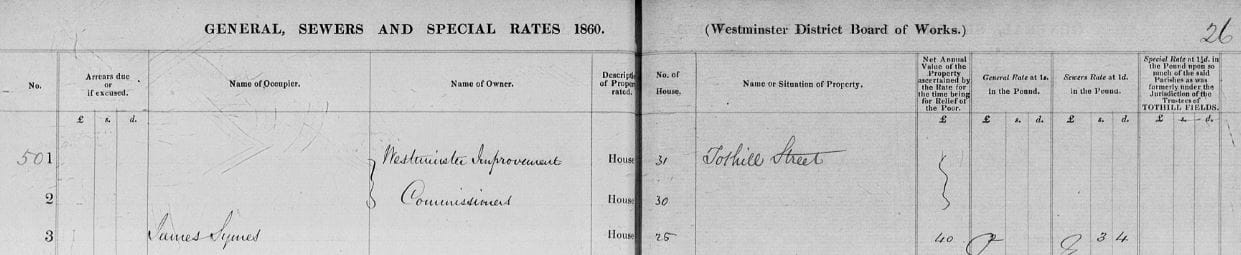 GENERAL, SEWERS AND SPECIAL RATES 1860. (Westminster District Board of Works.) 26
No.
Arrears due
or
if excused.
Name of Occupier.
Name of Owner.
Descripti
of Proper
rated.
No. of
House.
Name or Situation of Property.
Net Annual
Value of the
Property
ascertained by
the Rate for
the time being
for Relief of
the Poor.
General Rate at 1s.
in the Pound.
Sewers Rate at 1d.
in the Pound.
Special Rate at 1½d. in
the Pound upon so
much of the said
Parishes as was
formerly under the
Jurisdiction of the
Trustees of
TOTHILL FIELDS.
£ s. d. £ £ s. d. £ s. d. £ s. d.
501 Westminster Improvement House 31 Tothill Street
2 Commissioners House 30
3 James Symes House 25 40 3 4